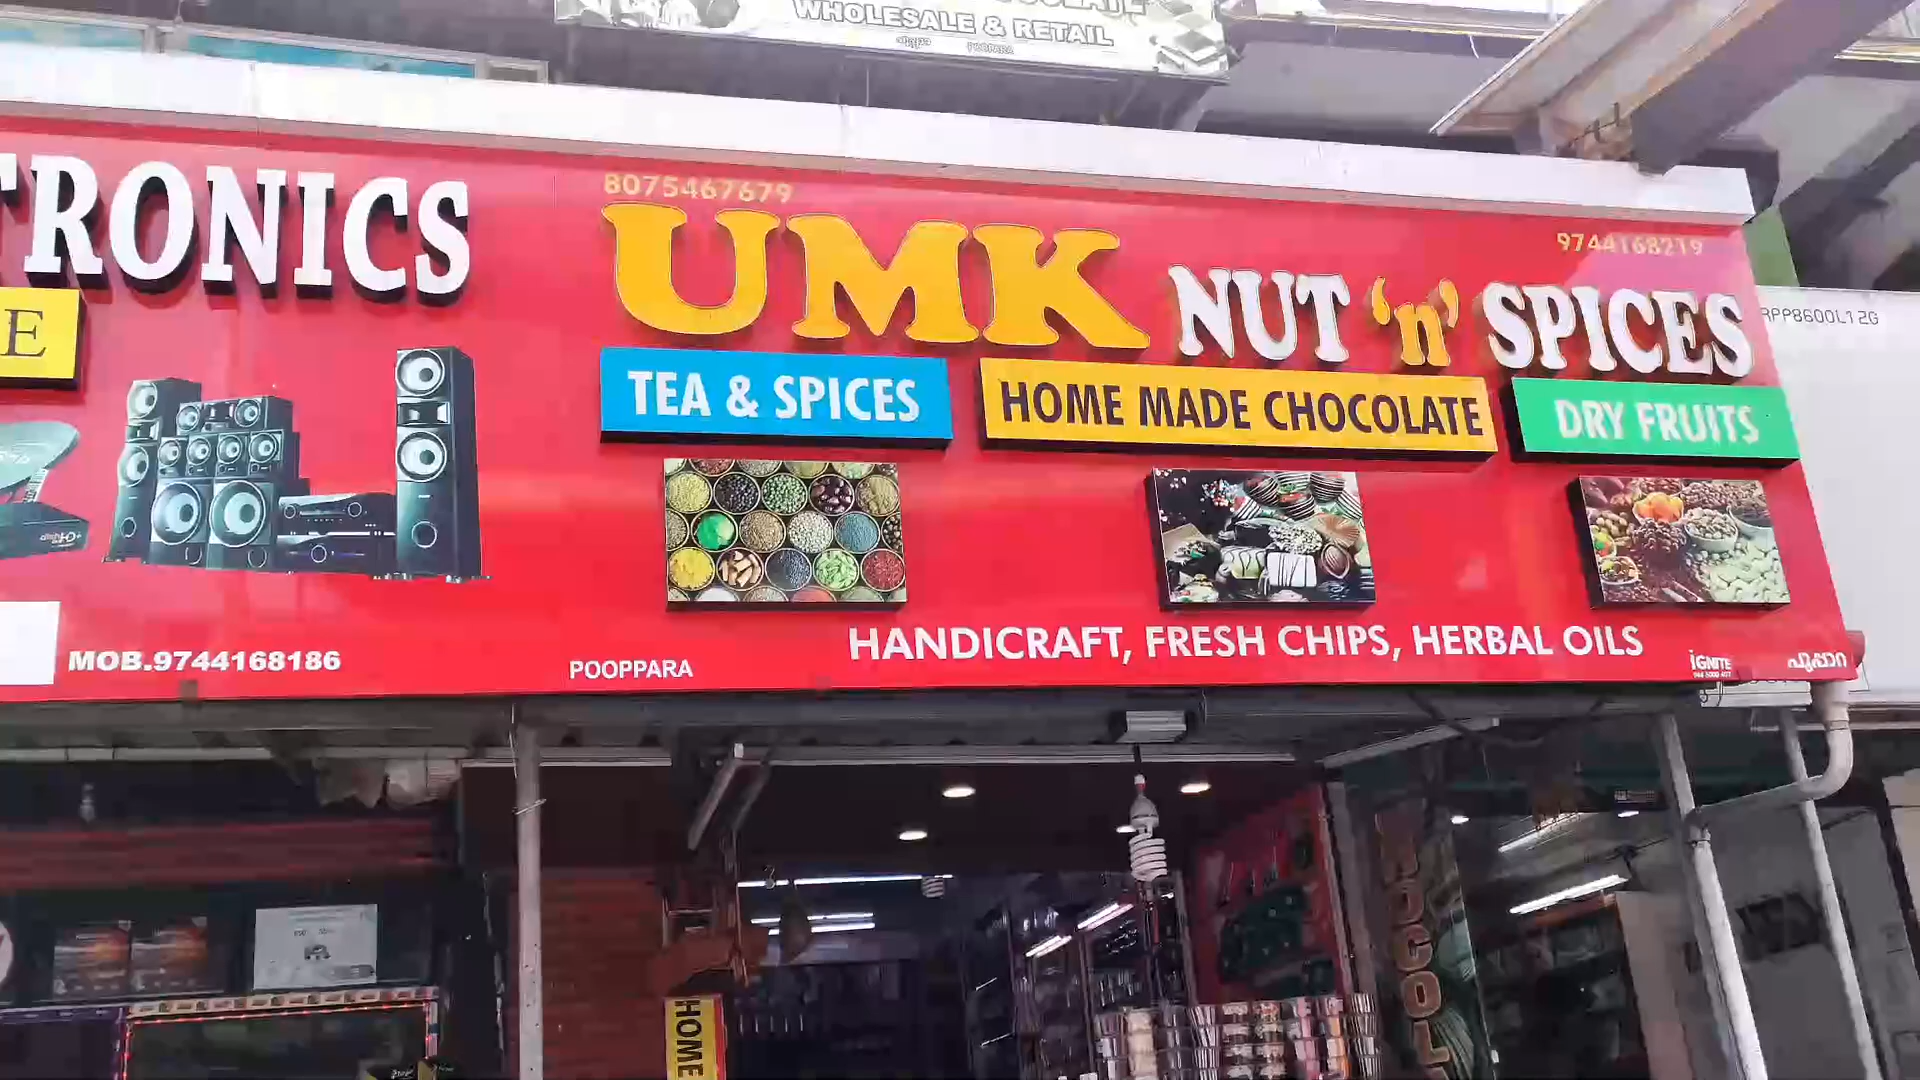 WHOLESALE & RETAIL
POOPPARA
TRONICS
E
MOB.9744168186
8075467679
9744168219
UMK NUT 'n' SPICES
TEA & SPICES
HOME MADE CHOCOLATE
DRY FRUITS
HANDICRAFT, FRESH CHIPS, HERBAL OILS
POOPPARA
iGNITE
പൂപ്പാറ
RPP8600L1 2G
HOME